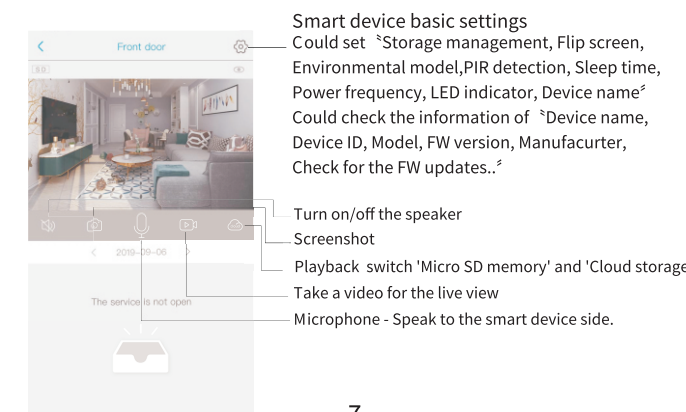 Smart device basic settings
Front door
Could set〝Storage management, Flip screen,
Environmental model,PIR detection, Sleep time,
Power frequency, LED indicator, Device name〞
Could check the information of〝Device name,
Device ID, Model, FW version, Manufacurter,
Check for the FW updates..〞
Turn on/off the speaker
Screenshot
2019-09-06
Playback switch 'Micro SD memory' and 'Cloud storage
Take a video for the live view
The service is not open
Microphone - Speak to the smart device side.